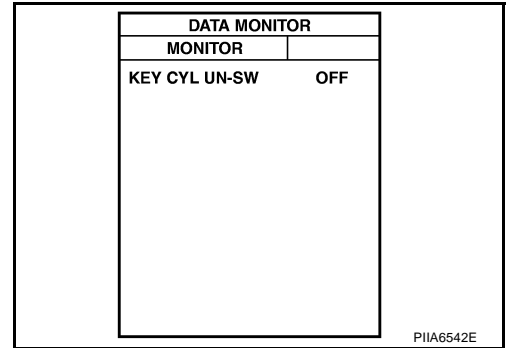 DATA MONITOR
MONITOR
KEY CYL UN-SW OFF
PIIA6542E